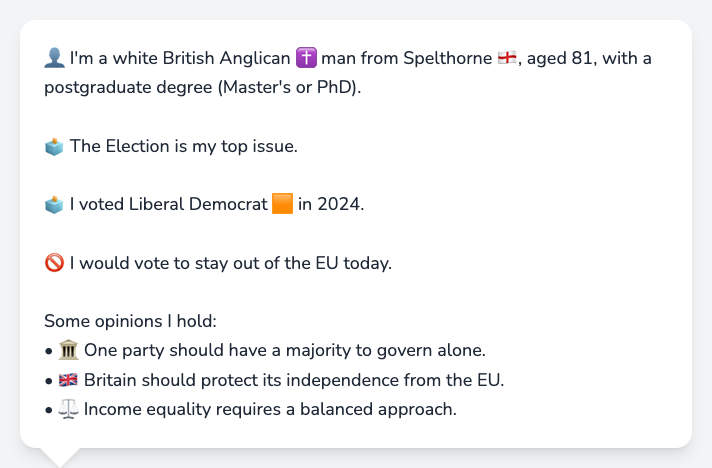 👤 I'm a white British Anglican ✝️ man from Spelthorne 🏴󠁧󠁢󠁥󠁮󠁧󠁿, aged 81, with a
postgraduate degree (Master's or PhD).
🗳️ The Election is my top issue.
🗳️ I voted Liberal Democrat 🟧 in 2024.
🚫 I would vote to stay out of the EU today.
Some opinions I hold:
• 🏛️ One party should have a majority to govern alone.
• 🇬🇧 Britain should protect its independence from the EU.
• ⚖️ Income equality requires a balanced approach.